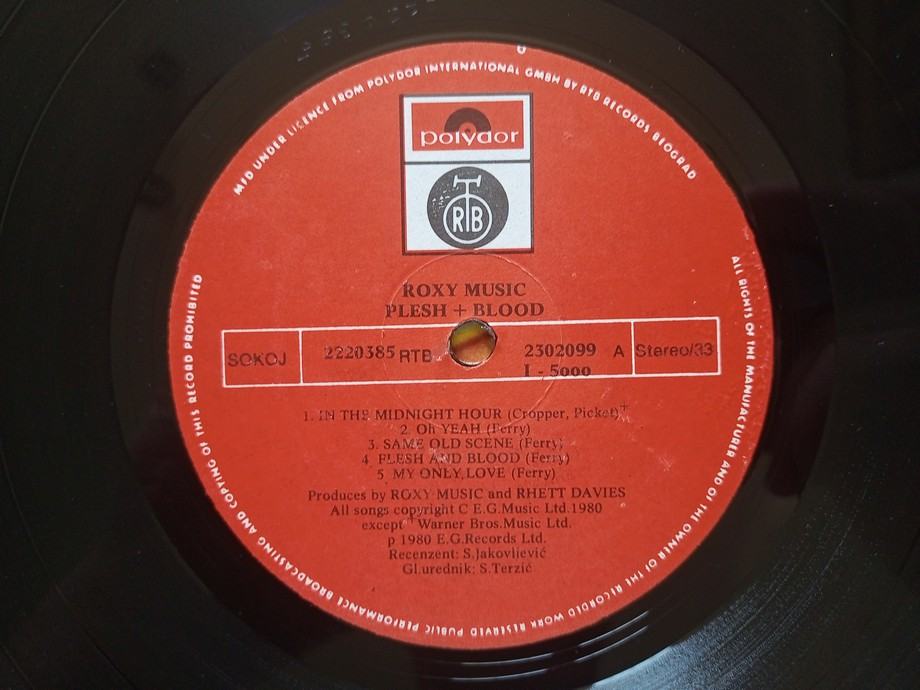 MFD UNDER LICENCE FROM POLYDOR INTERNATIONAL GMBH BY RTB RECORDS BEOGRAD
polydor
RTB
ROXY MUSIC
PLESH + BLOOD
SOKOJ
2220385 RTB
2302099 A
Stereo/33
I - 5000
1. IN THE MIDNIGHT HOUR (Cropper, Picket)+
2. Oh YEAH (Ferry)
3. SAME OLD SCENE (Ferry)
4 FLESH AND BLOOD (Ferry)
5 MY ONLY LOVE (Ferry)
Produces by ROXY MUSIC and RHETT DAVIES
All songs copyright C E.G.Music Ltd.1980
except +Warner Bros.Music Ltd.
p 1980 E.G.Records Ltd.
Recenzent: S.Jakovljević
Gl.urednik: S.Terzić
ALL RIGHTS OF THE MANUFACTURER AND OF THE OWNER OF THE RECORDED WORK RESERVED PUBLIC PERFORMANCE BROADCASTING AND COPYING OF THIS RECORD PROHIBITED